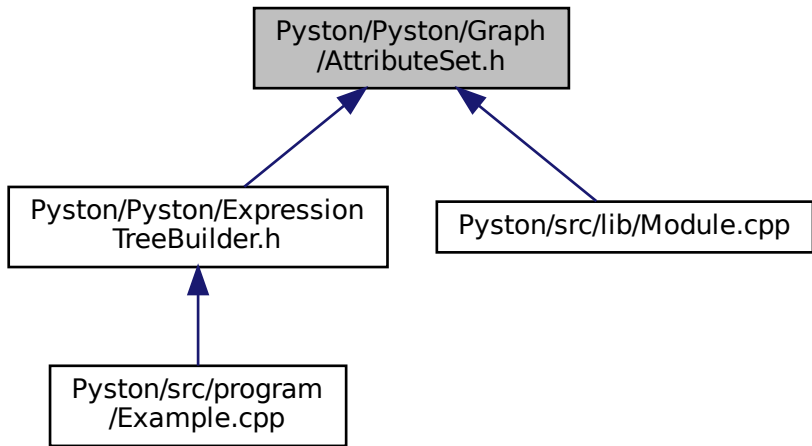 Pyston/Pyston/Graph
/AttributeSet.h
Pyston/Pyston/Expression
TreeBuilder.h
Pyston/src/lib/Module.cpp
Pyston/src/program
/Example.cpp